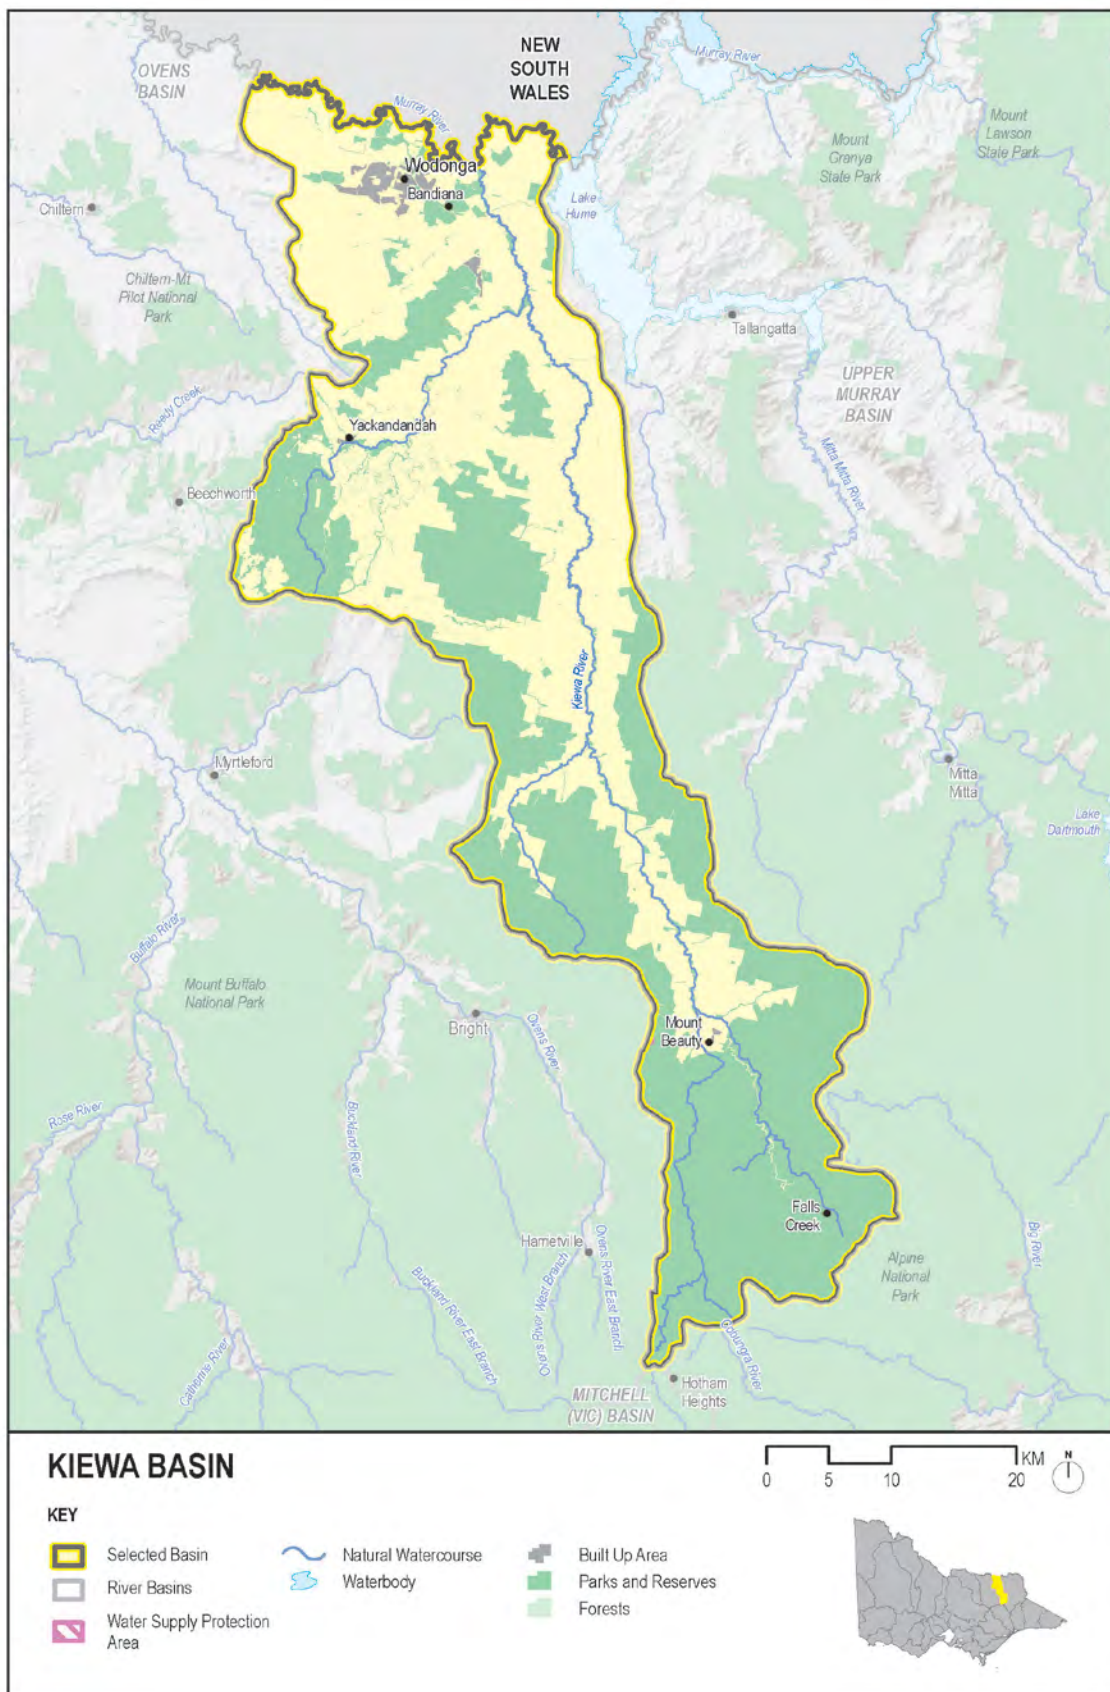 NEW
SOUTH
WALES
Murray River
OVENS
BASIN
Murray River
Mount
Lawson
State Park
Mount
Granya
State Park
Wodonga
Bandiana
Lake
Hume
Chiltern
Chiltern-Mt
Pilot National
Park
Tallangatta
UPPER
MURRAY
BASIN
Reedy Creek
Yackandandah
Mitta Mitta River
Beechworth
Kiewa River
Myrtleford
Mitta
Mitta
Lake
Dartmouth
Buffalo River
Mount Buffalo
National Park
Bright
Ovens River
Mount
Beauty
Rose River
Buckland River
Falls
Creek
Harrietville
Big River
Alpine
National
Park
Ovens River East Branch
Ovens River West Branch
Buckland River East Branch
Cobungra River
Catherine River
Hotham
Heights
MITCHELL
(VIC) BASIN
KIEWA BASIN
KM
N
0 5 10 20
KEY
Selected Basin
River Basins
Water Supply Protection
Area
Natural Watercourse
Waterbody
Built Up Area
Parks and Reserves
Forests